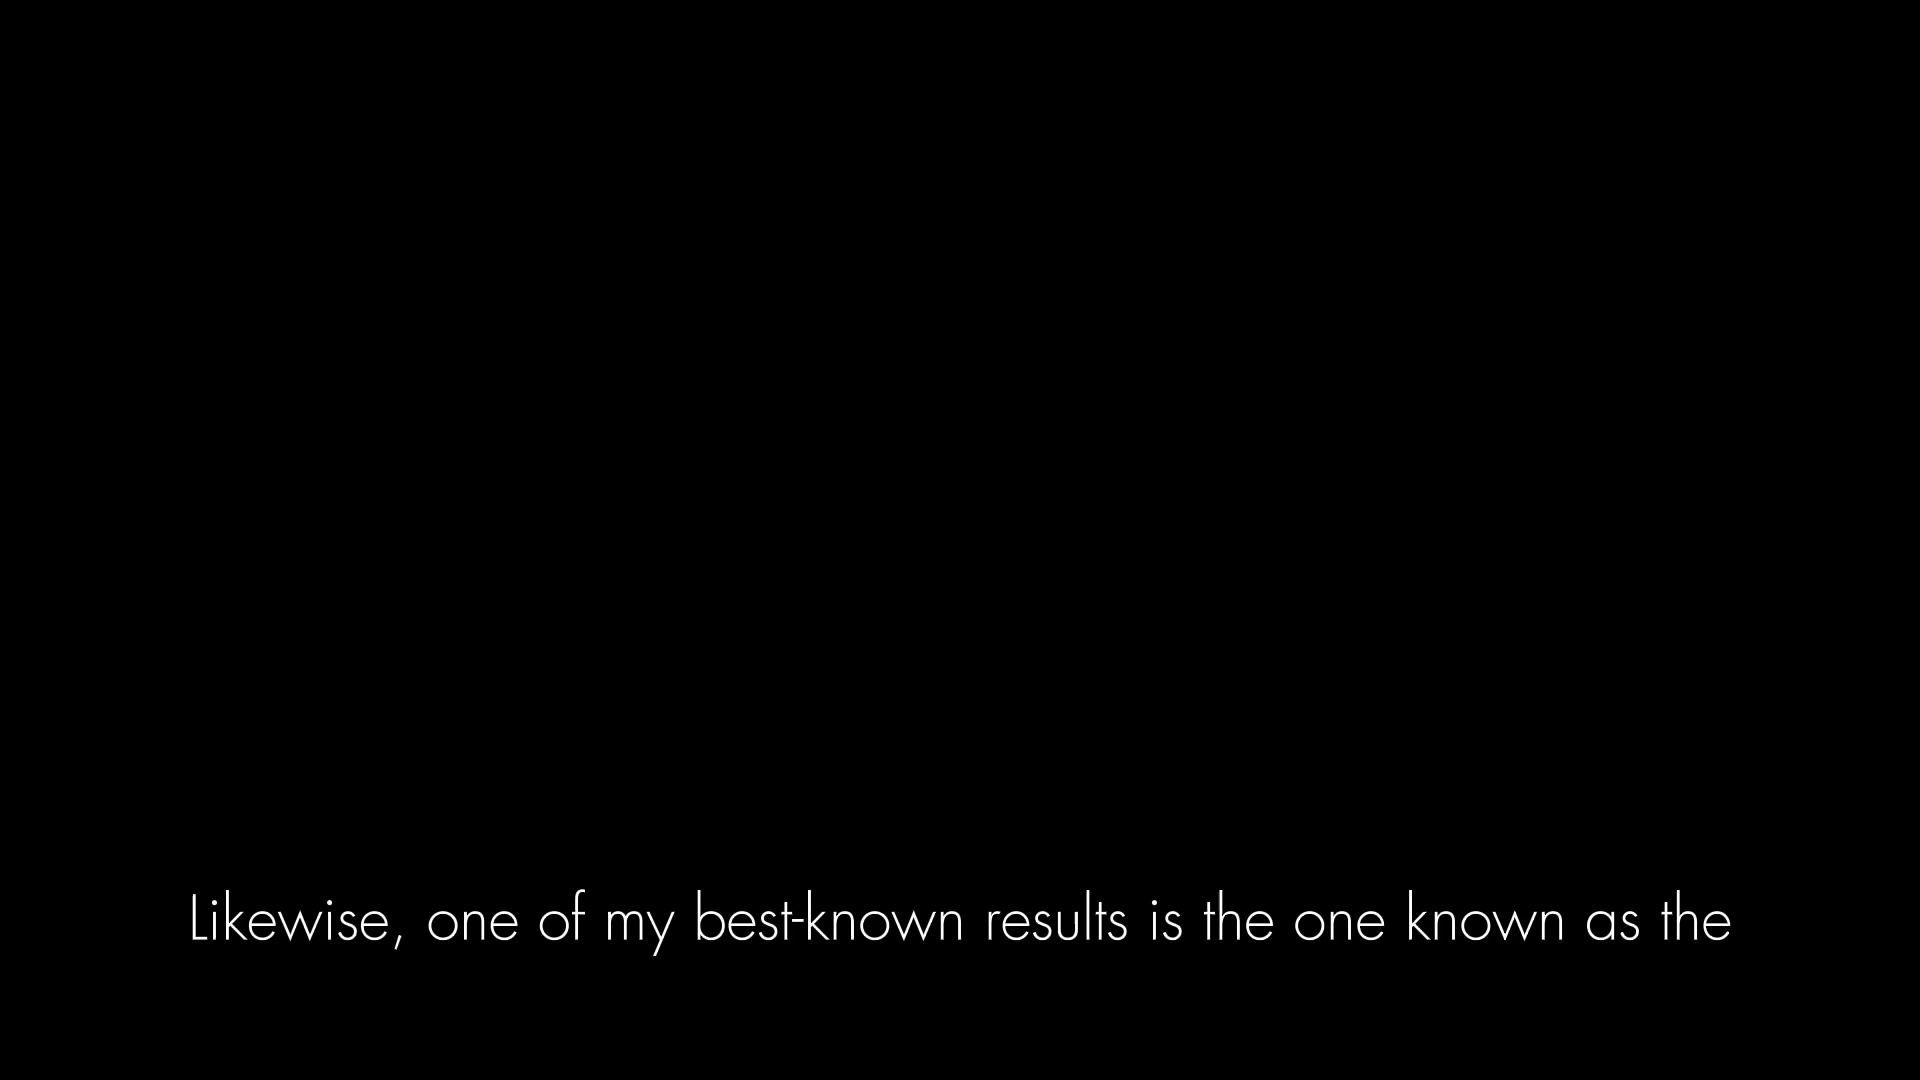 Likewise, one of my best-known results is the one known as the